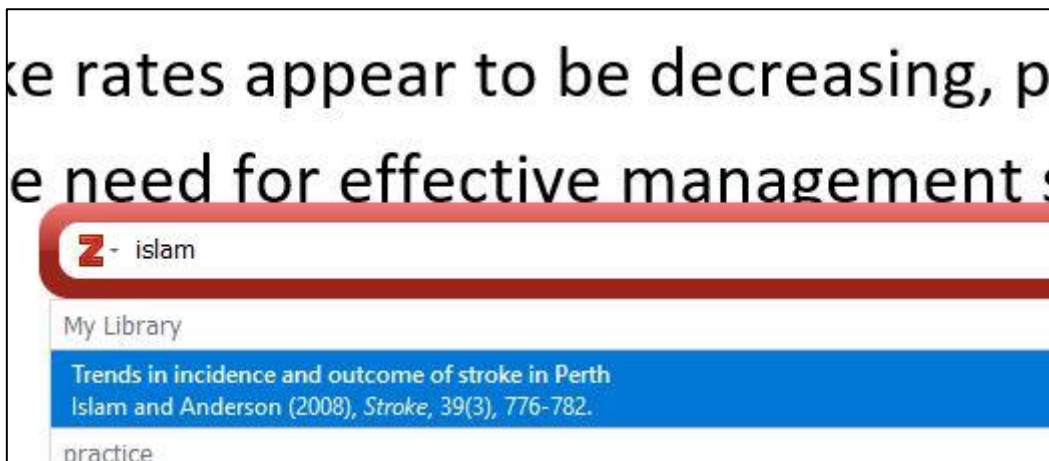 ke rates appear to be decreasing, p
e need for effective management s
Z islam
My Library
Trends in incidence and outcome of stroke in Perth
Islam and Anderson (2008), Stroke, 39(3), 776-782.
practice